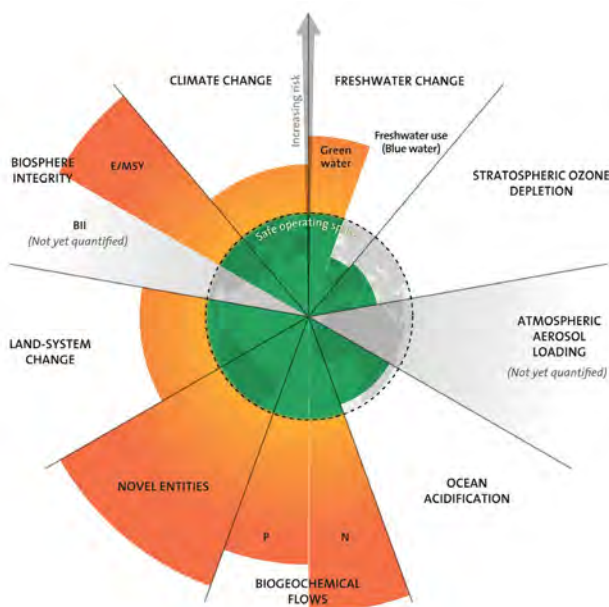 CLIMATE CHANGE
FRESHWATER CHANGE
Increasing risk
Green
water
Freshwater use
(Blue water)
STRATOSPHERIC OZONE
DEPLETION
BIOSPHERE
INTEGRITY
E/MSY
BII
(Not yet quantified)
Safe operating
LAND-SYSTEM
CHANGE
ATMOSPHERIC
AEROSOL
LOADING
(Not yet quantified)
OCEAN
ACIDIFICATION
NOVEL ENTITIES
P
N
BIOGEOCHEMICAL
FLOWS